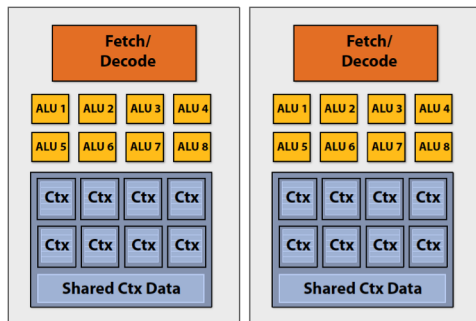 Fetch/
Decode
ALU 1 ALU 2 ALU 3 ALU 4
ALU 5 ALU 6 ALU 7 ALU 8
Ctx Ctx Ctx Ctx
Ctx Ctx Ctx Ctx
Shared Ctx Data
Fetch/
Decode
ALU 1 ALU 2 ALU 3 ALU 4
ALU 5 ALU 6 ALU 7 ALU 8
Ctx Ctx Ctx Ctx
Ctx Ctx Ctx Ctx
Shared Ctx Data